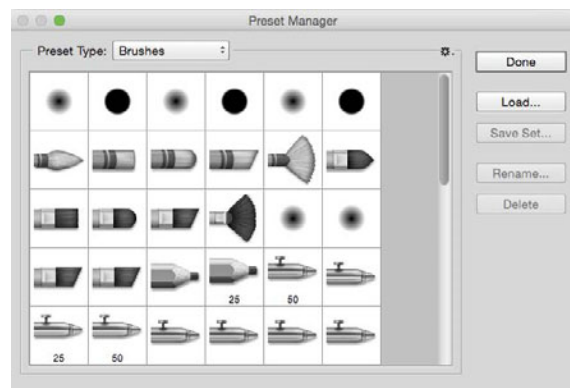 Preset Manager
Preset Type: Brushes
Done
Load...
Save Set...
Rename...
Delete
25 50
25 50